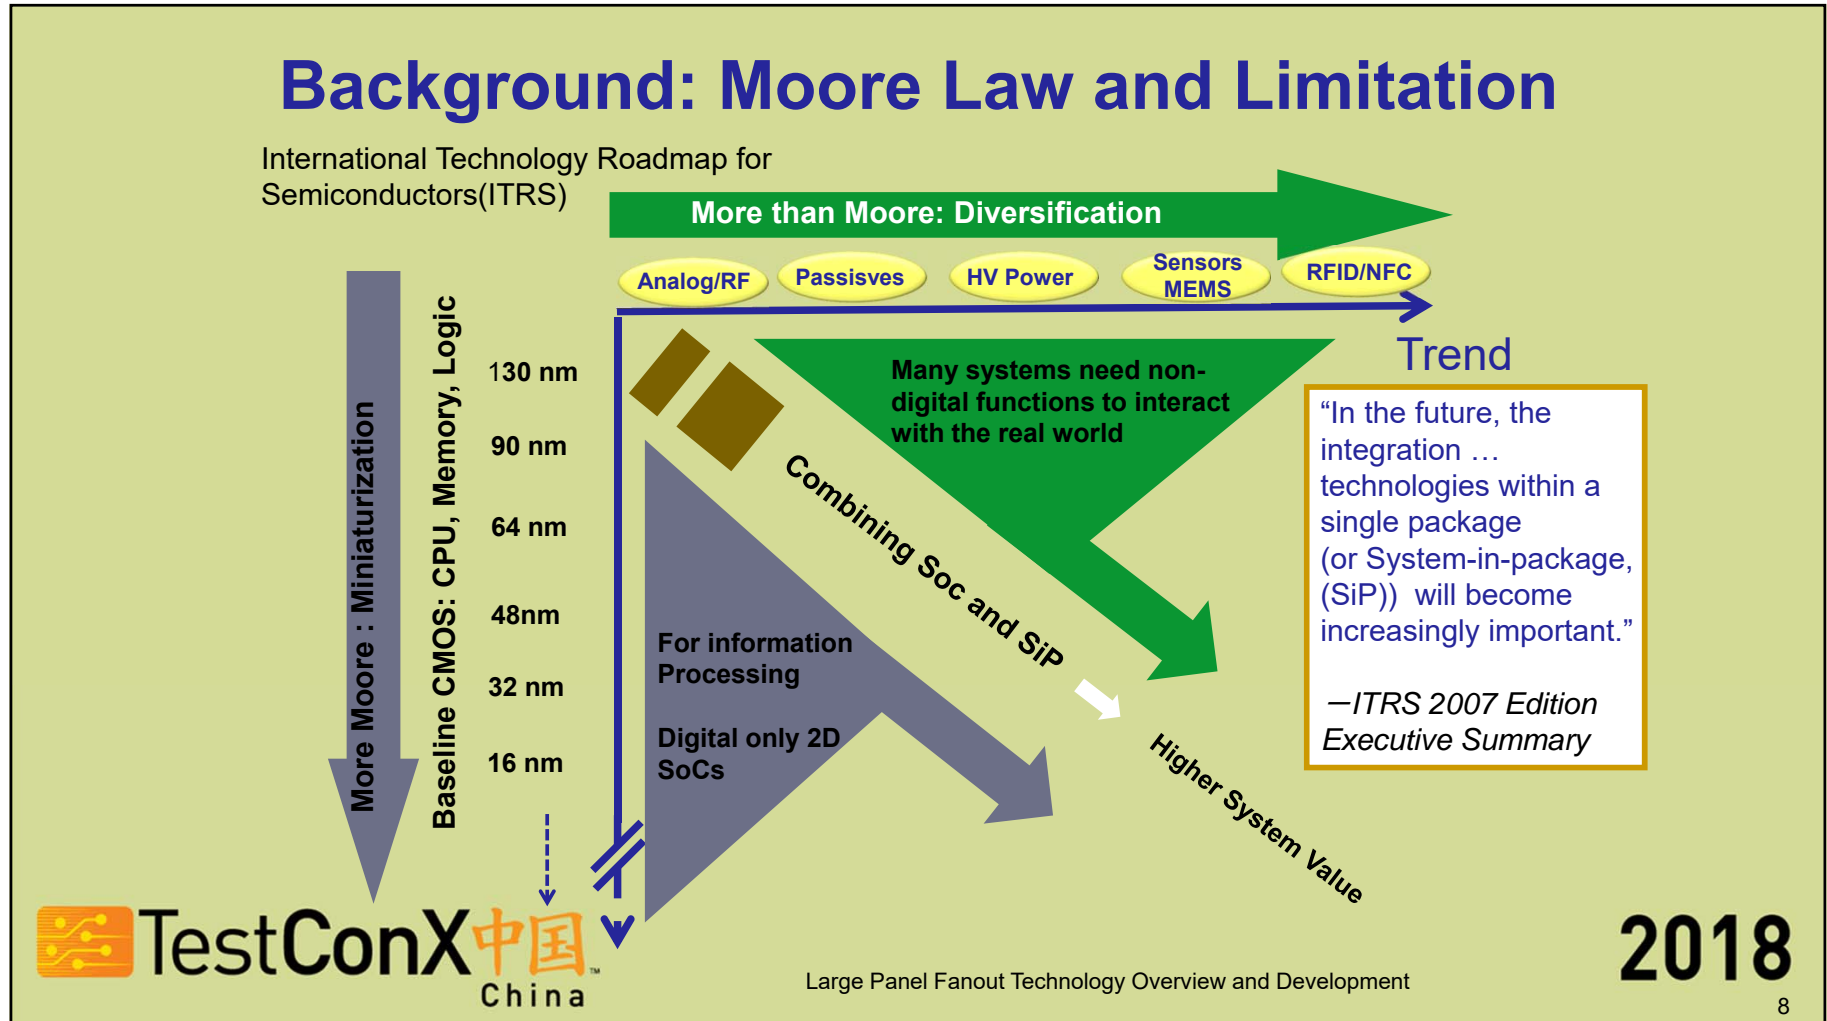 Background: Moore Law and Limitation
International Technology Roadmap for
Semiconductors(ITRS)
More than Moore: Diversification
Analog/RF
Passisves
HV Power
Sensors
MEMS
RFID/NFC
More Moore : Miniaturization
Baseline CMOS: CPU, Memory, Logic
130 nm
90 nm
64 nm
48nm
32 nm
16 nm
Many systems need non-
digital functions to interact
with the real world
Combining Soc and SiP
For information
Processing
Digital only 2D
SoCs
Higher System Value
Trend
“In the future, the
integration …
technologies within a
single package
(or System-in-package,
(SiP)) will become
increasingly important.”
—ITRS 2007 Edition
Executive Summary
TestConX中国™
China
Large Panel Fanout Technology Overview and Development
2018
8